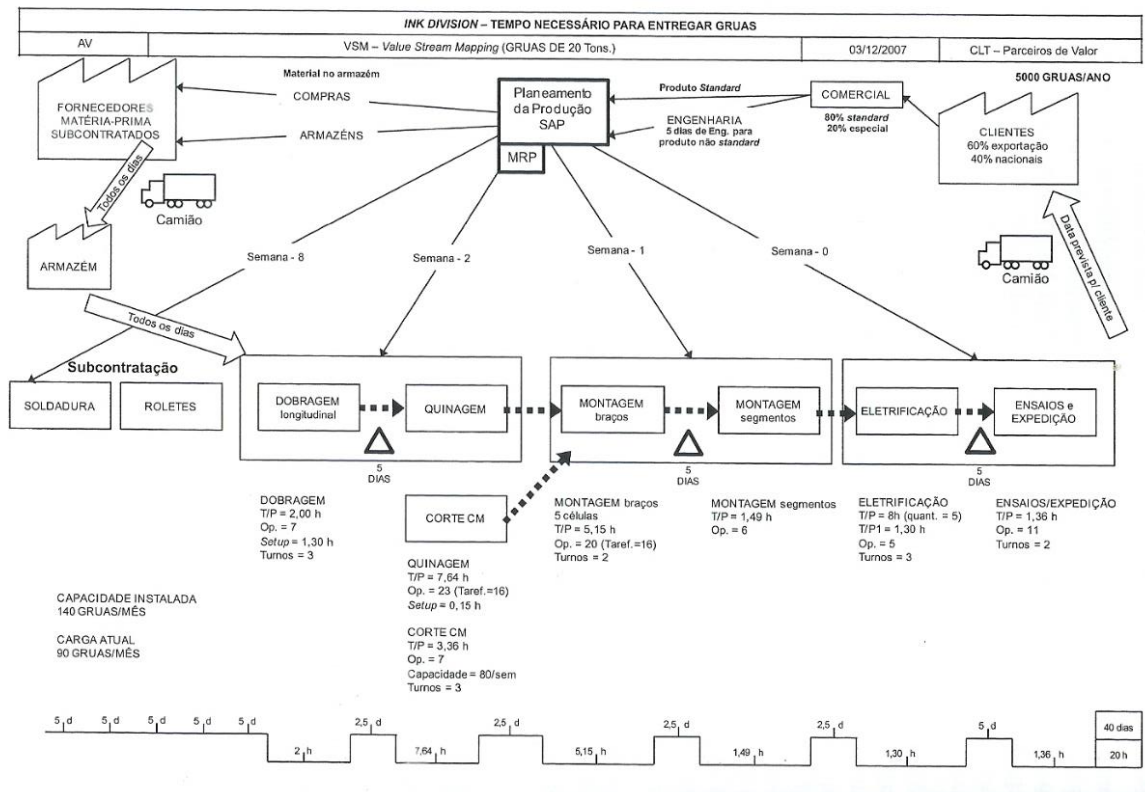 INK DIVISION – TEMPO NECESSÁRIO PARA ENTREGAR GRUAS
AV
VSM – Value Stream Mapping (GRUAS DE 20 Tons.)
03/12/2007
CLT – Parceiros de Valor
FORNECEDORES
MATÉRIA-PRIMA
SUBCONTRATADOS
Material no armazém
COMPRAS
ARMAZÉNS
Planeamento
da Produção
SAP
MRP
Produto Standard
ENGENHARIA
5 dias de Eng. para
produto não standard
COMERCIAL
80% standard
20% especial
5000 GRUAS/ANO
CLIENTES
60% exportação
40% nacionais
Todos os dias
Camião
ARMAZÉM
Todos os dias
Semana - 8
Semana - 2
Semana - 1
Semana - 0
Camião
Data prevista p/ cliente
Subcontratação
SOLDADURA
ROLETES
DOBRAGEM
longitudinal
QUINAGEM
5
DIAS
MONTAGEM
braços
MONTAGEM
segmentos
5
DIAS
ELETRIFICAÇÃO
ENSAIOS e
EXPEDIÇÃO
5
DIAS
DOBRAGEM
T/P = 2,00 h
Op. = 7
Setup = 1,30 h
Turnos = 3
CORTE CM
QUINAGEM
T/P = 7,64 h
Op. = 23 (Taref.=16)
Setup = 0,15 h
CORTE CM
T/P = 3,36 h
Op. = 7
Capacidade = 80/sem
Turnos = 3
MONTAGEM braços
5 células
T/P = 5,15 h
Op. = 20 (Taref.=16)
Turnos = 2
MONTAGEM segmentos
T/P = 1,49 h
Op. = 6
ELETRIFICAÇÃO
T/P = 8h (quant. = 5)
T/P1 = 1,30 h
Op. = 5
Turnos = 3
ENSAIOS/EXPEDIÇÃO
T/P = 1,36 h
Op. = 11
Turnos = 2
CAPACIDADE INSTALADA
140 GRUAS/MÊS
CARGA ATUAL
90 GRUAS/MÊS
5 d
5 d
5 d
5 d
5 d
2 h
2,5 d
7,64 h
2,5 d
5,15 h
2,5 d
1,49 h
2,5 d
1,30 h
5 d
1,36 h
40 dias
20 h